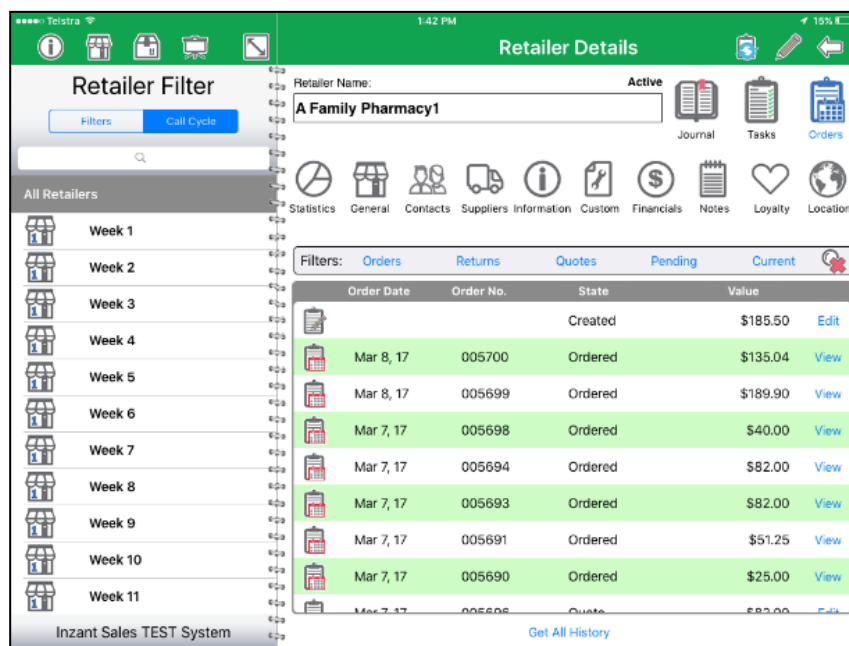 Telstra 1:42 PM 15%
Retailer Details
Retailer Filter
Filters Call Cycle
All Retailers
Week 1
Week 2
Week 3
Week 4
Week 5
Week 6
Week 7
Week 8
Week 9
Week 10
Week 11
Inzant Sales TEST System
Retailer Name: Active
A Family Pharmacy1
Journal Tasks Orders
Statistics General Contacts Suppliers Information Custom Financials Notes Loyalty Location
Filters: Orders Returns Quotes Pending Current
Order Date Order No. State Value
Created $185.50 Edit
Mar 8, 17 005700 Ordered $135.04 View
Mar 8, 17 005699 Ordered $189.90 View
Mar 7, 17 005698 Ordered $40.00 View
Mar 7, 17 005694 Ordered $82.00 View
Mar 7, 17 005693 Ordered $82.00 View
Mar 7, 17 005691 Ordered $51.25 View
Mar 7, 17 005690 Ordered $25.00 View
Mar 7, 17 Quote Edit
Get All History